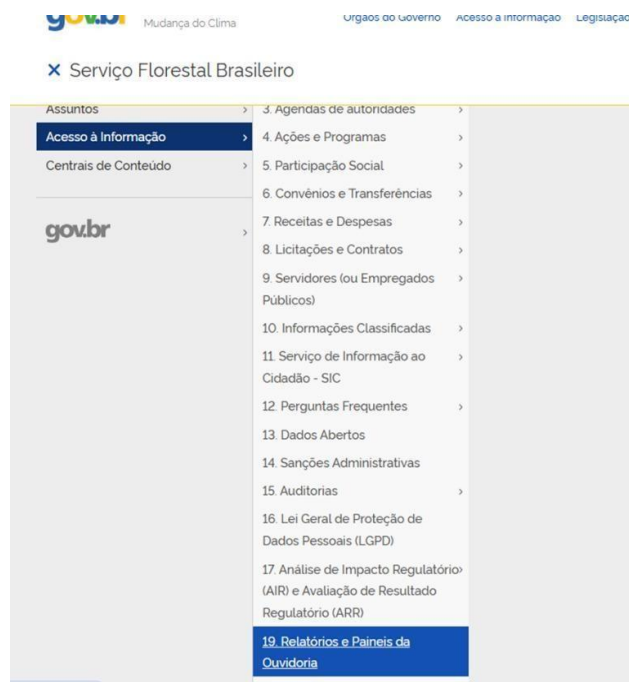 gov.br
Mudança do Clima
Órgãos do Governo Acesso à Informação Legislação
× Serviço Florestal Brasileiro
Assuntos
Acesso à Informação
Centrais de Conteúdo
gov.br
3. Agendas de autoridades
4. Ações e Programas
5. Participação Social
6. Convênios e Transferências
7. Receitas e Despesas
8. Licitações e Contratos
9. Servidores (ou Empregados
Públicos)
10. Informações Classificadas
11. Serviço de Informação ao
Cidadão - SIC
12. Perguntas Frequentes
13. Dados Abertos
14. Sanções Administrativas
15. Auditorias
16. Lei Geral de Proteção de
Dados Pessoais (LGPD)
17. Análise de Impacto Regulatório
(AIR) e Avaliação de Resultado
Regulatório (ARR)
19. Relatórios e Paineis da
Ouvidoria